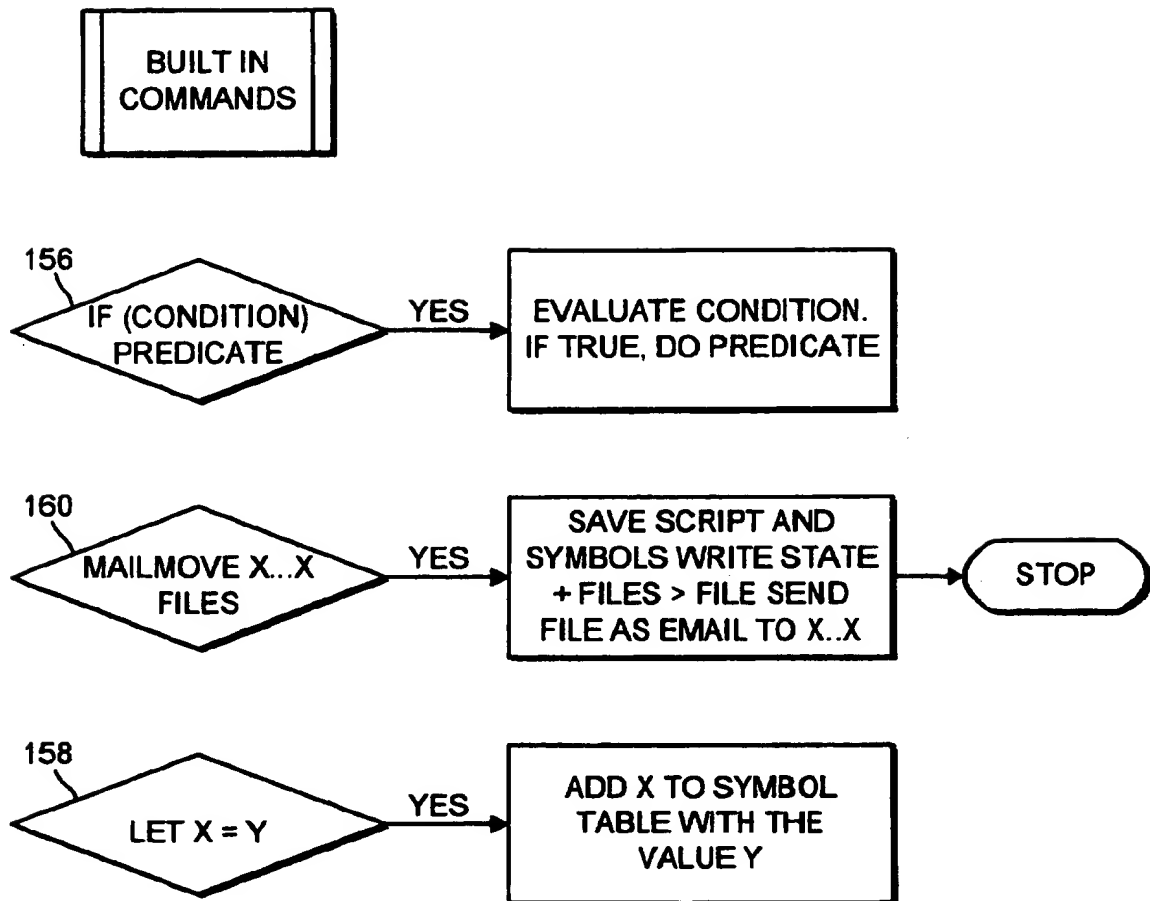 BUILT IN
COMMANDS
156
IF (CONDITION)
PREDICATE
YES
EVALUATE CONDITION.
IF TRUE, DO PREDICATE
160
MAILMOVE X...X
FILES
YES
SAVE SCRIPT AND
SYMBOLS WRITE STATE
+ FILES > FILE SEND
FILE AS EMAIL TO X..X
STOP
158
LET X = Y
YES
ADD X TO SYMBOL
TABLE WITH THE
VALUE Y